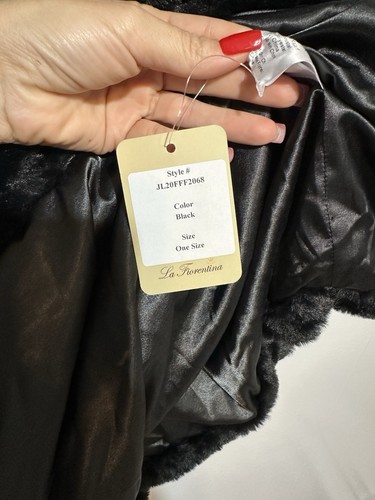 Style #
JL20FFF2068
Color
Black
Size
One Size
La Fiorentina